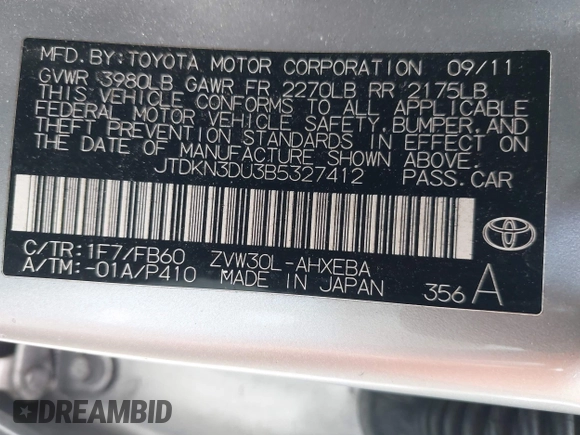 MFD. BY: TOYOTA MOTOR CORPORATION 09/11
GVWR 3980LB GAWR FR 2270LB RR 2175LB
THIS VEHICLE CONFORMS TO ALL APPLICABLE
FEDERAL MOTOR VEHICLE SAFETY, BUMPER, AND
THEFT PREVENTION STANDARDS IN EFFECT ON
THE DATE OF MANUFACTURE SHOWN ABOVE.
JTDKN3DU3B5327412 PASS. CAR
C/TR: 1F7/FB60 ZVW30L-AHXEBA
A/TM: -01A/P410 MADE IN JAPAN 356 A
DREAMBID